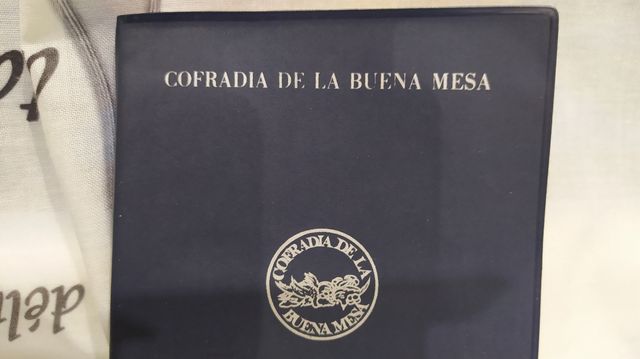 COFRADIA DE LA BUENA MESA
COFRADIA DE LA
BUENA MESA